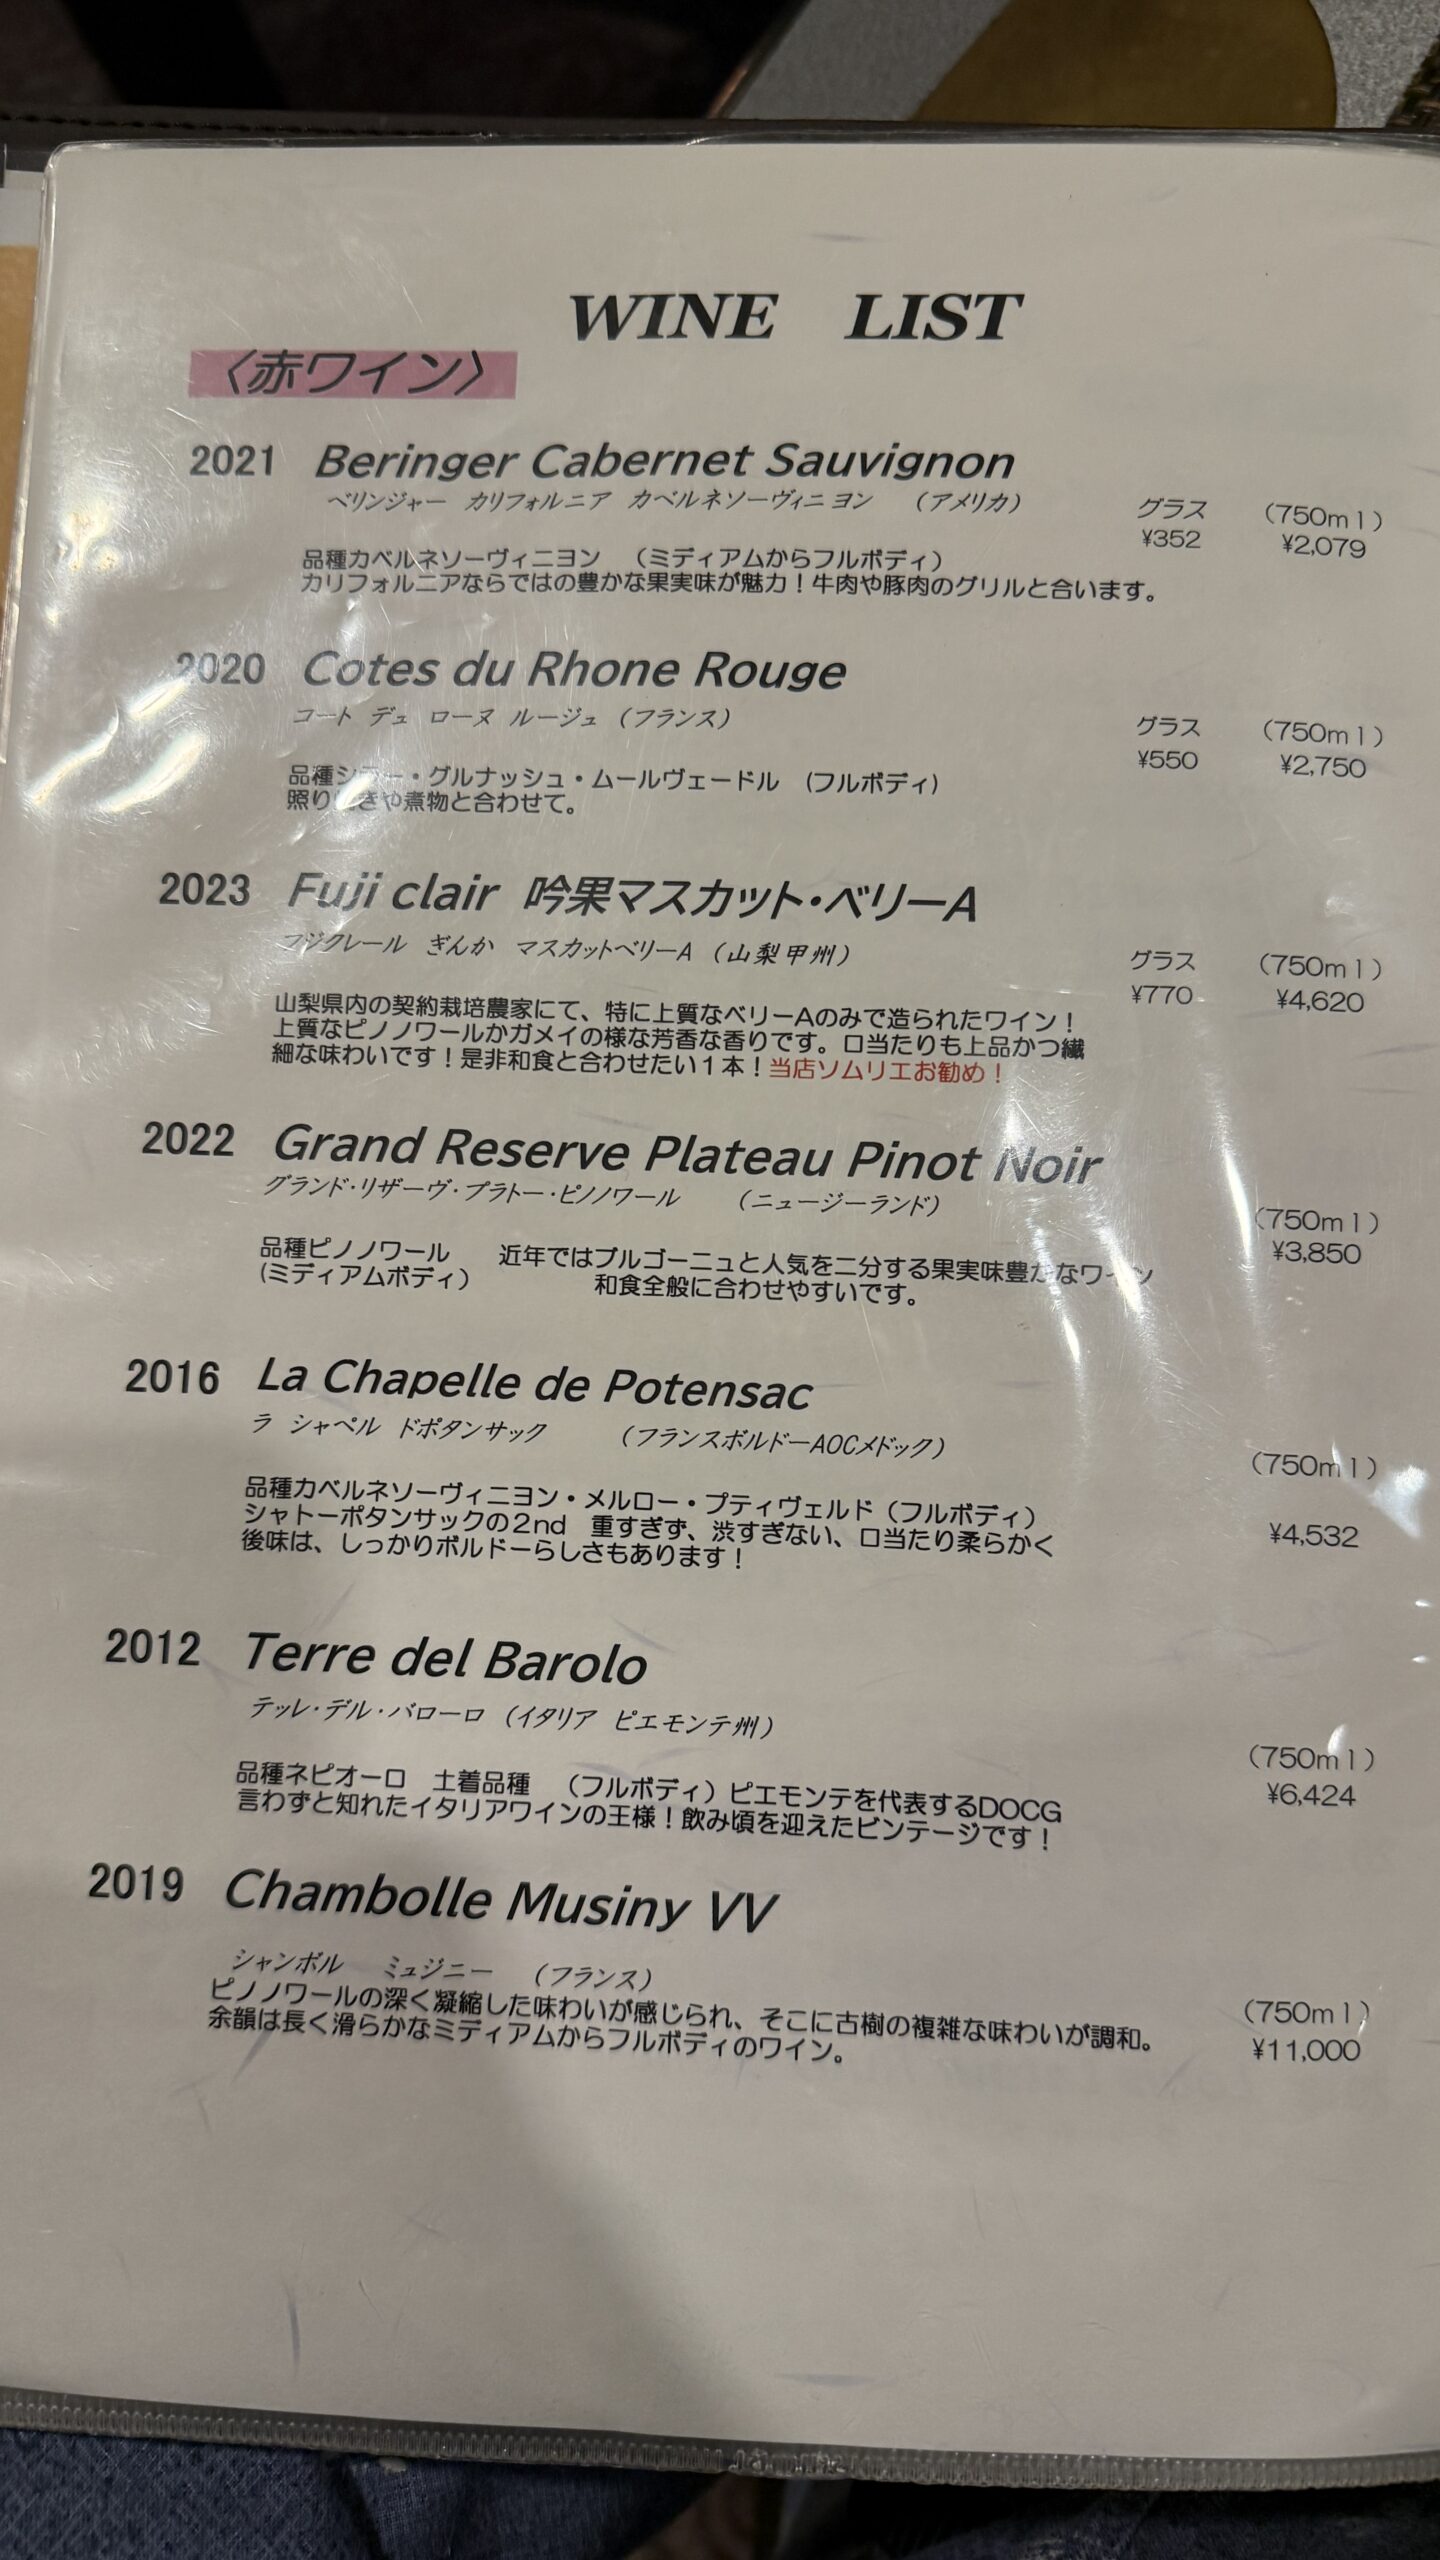 WINE LIST
〈赤ワイン〉
2021 Beringer Cabernet Sauvignon
ベリンジャー カリフォルニア カベルネソーヴィニヨン （アメリカ）
グラス （750ml）
¥352 ¥2,079
品種カベルネソーヴィニヨン （ミディアムからフルボディ）
カリフォルニアならではの豊かな果実味が魅力！牛肉や豚肉のグリルと合います。
2020 Cotes du Rhone Rouge
コート デュ ローヌ ルージュ （フランス）
グラス （750ml）
¥550 ¥2,750
品種シラー・グルナッシュ・ムールヴェードル （フルボディ）
照り焼きや煮物と合わせて。
2023 Fuji clair 吟果マスカット・ベリーA
フジクレール ぎんか マスカットベリーA （山梨甲州）
グラス （750ml）
¥770 ¥4,620
山梨県内の契約栽培農家にて、特に上質なベリーAのみで造られたワイン！
上質なピノノワールかガメイの様な芳香な香りです。口当たりも上品かつ繊
細な味わいです！是非和食と合わせたい１本！当店ソムリエお勧め！
2022 Grand Reserve Plateau Pinot Noir
グランド・リザーヴ・プラトー・ピノノワール （ニュージーランド）
（750ml）
¥3,850
品種ピノノワール 近年ではブルゴーニュと人気を二分する果実味豊かなワイン
（ミディアムボディ） 和食全般に合わせやすいです。
2016 La Chapelle de Potensac
ラ シャペル ドポタンサック （フランスボルドーAOCメドック）
（750ml）
品種カベルネソーヴィニヨン・メルロー・プティヴェルド（フルボディ）
シャトーポタンサックの２nd 重すぎず、渋すぎない、口当たり柔らかく
¥4,532
後味は、しっかりボルドーらしさもあります！
2012 Terre del Barolo
テッレ・デル・バローロ （イタリア ピエモンテ州）
（750ml）
¥6,424
品種ネビオーロ 土着品種 （フルボディ）ピエモンテを代表するDOCG
言わずと知れたイタリアワインの王様！飲み頃を迎えたビンテージです！
2019 Chambolle Musiny VV
シャンボル ミュジニー （フランス）
ピノノワールの深く凝縮した味わいが感じられ、そこに古樹の複雑な味わいが調和。
余韻は長く滑らかなミディアムからフルボディのワイン。
（750ml）
¥11,000